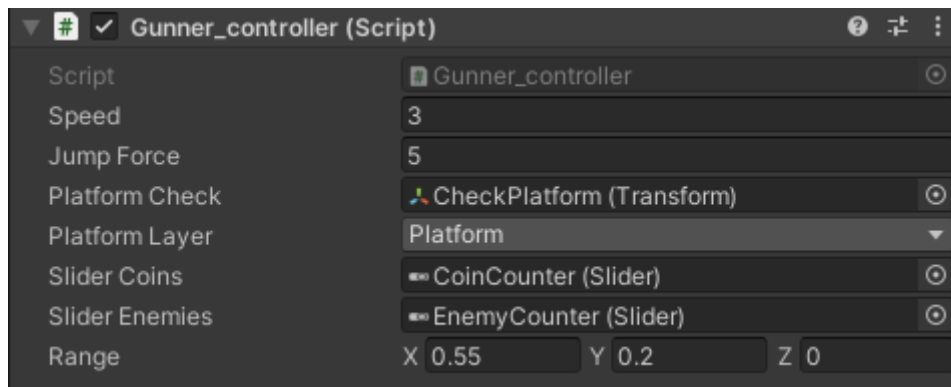 # Gunner_controller (Script)
Script # Gunner_controller
Speed 3
Jump Force 5
Platform Check CheckPlatform (Transform)
Platform Layer Platform
Slider Coins CoinCounter (Slider)
Slider Enemies EnemyCounter (Slider)
Range X 0.55 Y 0.2 Z 0